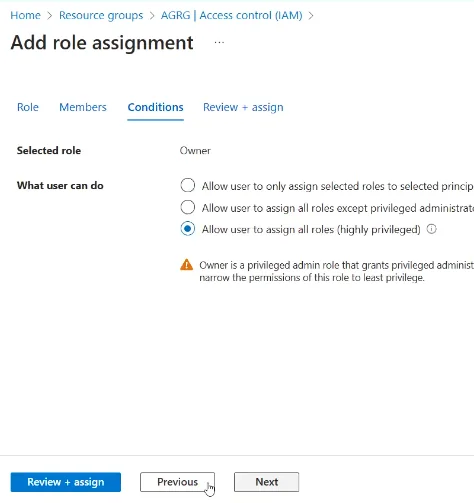 Home > Resource groups > AGRG | Access control (IAM) >
Add role assignment ...
Role Members Conditions Review + assign
Selected role Owner
What user can do Allow user to only assign selected roles to selected princip
Allow user to assign all roles except privileged administrat
Allow user to assign all roles (highly privileged)
Owner is a privileged admin role that grants privileged administ
narrow the permissions of this role to least privilege.
Review + assign Previous Next